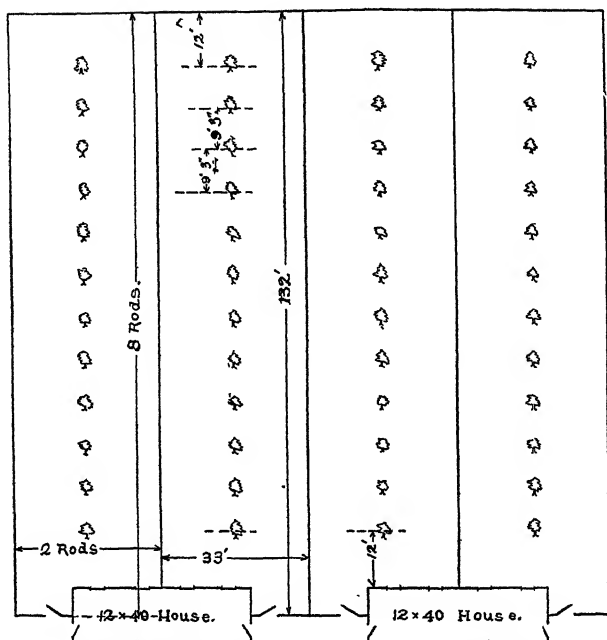 12'
9' 5"
9' 5"
8 Rods.
132'
2 Rods
33'
12'
12×40 House.
12×40 House.